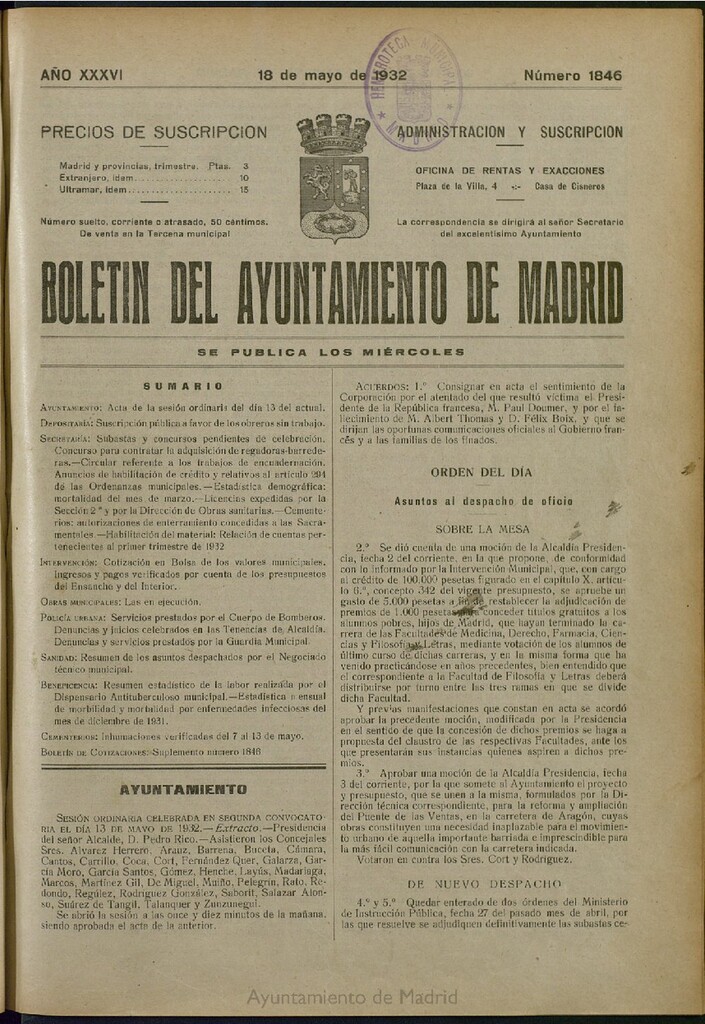 AÑO XXXVI
18 de mayo de 1932
Número 1846
HEMEROTECA MUNICIPAL
MADRID
PRECIOS DE SUSCRIPCION
Madrid y provincias, trimestre. Ptas. 3
Extranjero, ídem.............. 10
Ultramar, ídem.............. 15
Número suelto, corriente o atrasado, 50 céntimos.
De venta en la Tercena municipal
ADMINISTRACION Y SUSCRIPCION
OFICINA DE RENTAS Y EXACCIONES
Plaza de la Villa, 4 -:- Casa de Cisneros
La correspondencia se dirigirá al señor Secretario
del excelentísimo Ayuntamiento
BOLETIN DEL AYUNTAMIENTO DE MADRID
SE PUBLICA LOS MIÉRCOLES
SUMARIO
AYUNTAMIENTO: Acta de la sesión ordinaria del día 13 del actual.
DEPOSITARÍA: Suscripción pública a favor de los obreros sin trabajo.
SECRETARÍA: Subastas y concursos pendientes de celebración.
Concurso para contratar la adquisición de regadoras-barrede-
ras.—Circular referente a los trabajos de encuadernación.
Anuncios de habilitación de crédito y relativos al artículo 294
de las Ordenanzas municipales.—Estadística demográfica:
mortalidad del mes de marzo.—Licencias expedidas por la
Sección 2.ª y por la Dirección de Obras sanitarias.—Cemente-
rios: autorizaciones de enterramiento concedidas a las Sacra-
mentales.—Habilitación del material: Relación de cuentas per-
tenecientes al primer trimestre de 1932
INTERVENCIÓN: Cotización en Bolsa de los valores municipales.
Ingresos y pagos verificados por cuenta de los presupuestos
del Ensanche y del Interior.
OBRAS MUNICIPALES: Las en ejecución.
POLICÍA URBANA: Servicios prestados por el Cuerpo de Bomberos.
Denuncias y juicios celebrados en las Tenencias de Alcaldía.
Denuncias y servicios prestados por la Guardia Municipal.
SANIDAD: Resumen de los asuntos despachados por el Negociado
técnico municipal.
BENEFICENCIA: Resumen estadístico de la labor realizada por el
Dispensario Antituberculoso municipal.—Estadística mensual
de morbilidad y mortalidad por enfermedades infecciosas del
mes de diciembre de 1931.
CEMENTERIOS: Inhumaciones verificadas del 7 al 13 de mayo.
BOLETÍN DE COTIZACIONES: Suplemento número 1846
AYUNTAMIENTO
SESIÓN ORDINARIA CELEBRADA EN SEGUNDA CONVOCATO-
RIA EL DÍA 13 DE MAYO DE 1932.—Extracto.—Presidencia
del señor Alcalde, D. Pedro Rico.—Asistieron los Concejales
Sres. Alvarez Herrero, Aranz, Barrena, Buceta, Cámara,
Cantos, Carrillo, Coca, Cort, Fernández Quer, Galarza, Gar-
cía Moro, García Santos, Gómez, Henche, Layús, Madariaga,
Marcos, Martínez Gil, De Miguel, Muiño, Pelegrín, Rato, Re-
dondo, Regúlez, Rodríguez González, Saborit, Salazar Alon-
so, Suárez de Tangil, Talanquer y Zunzunegui.
Se abrió la sesión a las once y diez minutos de la mañana,
siendo aprobada el acta de la anterior.
ACUERDOS: 1.º Consignar en acta el sentimiento de la
Corporación por el atentado del que resultó víctima el Presi-
dente de la República francesa, M. Paul Doumer, y por el fa-
llecimiento de M. Albert Thomas y D. Félix Boix, y que se
dirijan las oportunas comunicaciones oficiales al Gobierno fran-
cés y a las familias de los finados.
ORDEN DEL DÍA
Asuntos al despacho de oficio
SOBRE LA MESA
2.º Se dió cuenta de una moción de la Alcaldía Presiden-
cia, fecha 2 del corriente, en la que propone, de conformidad
con lo informado por la Intervención Municipal, que, con cargo
al crédito de 100.000 pesetas figurado en el capítulo X, artícu-
lo 6.º, concepto 342 del vigente presupuesto, se apruebe un
gasto de 5.000 pesetas a fin de restablecer la adjudicación de
premios de 1.000 pesetas para conceder títulos gratuitos a
alumnos pobres, hijos de Madrid, que hayan terminado la ca-
rrera de las Facultades de Medicina, Derecho, Farmacia, Cien-
cias y Filosofía y Letras, mediante votación de los alumnos de
último curso de dichas carreras, y en la misma forma que ha
venido practicándose en años precedentes, bien entendido que
el correspondiente a la Facultad de Filosofía y Letras deberá
distribuirse por turno entre las tres ramas en que se divide
dicha Facultad.
Y previas manifestaciones que constan en acta se acordó
aprobar la precedente moción, modificada por la Presidencia
en el sentido de que la concesión de dichos premios se haga a
propuesta del claustro de las respectivas Facultades, ante los
que presentarán sus instancias quienes aspiren a dichos pre-
mios.
3.º Aprobar una moción de la Alcaldía Presidencia, fecha
3 del corriente, por la que somete al Ayuntamiento el proyecto
y presupuesto, que se unen a la misma, formulados por la Di-
rección técnica correspondiente, para la reforma y ampliación
del Puente de las Ventas, en la carretera de Aragón, cuyas
obras constituyen una necesidad inaplazable para el movimien-
to urbano de aquella importante barriada e imprescindible para
la más fácil comunicación con la carretera indicada.
Votaron en contra los Sres. Cort y Rodríguez.
DE NUEVO DESPACHO
4.º y 5.º Quedar enterado de dos órdenes del Ministerio
de Instrucción Pública, fecha 27 del pasado mes de abril, por
las que resuelve se adjudiquen definitivamente las subastas ce-
Ayuntamiento de Madrid